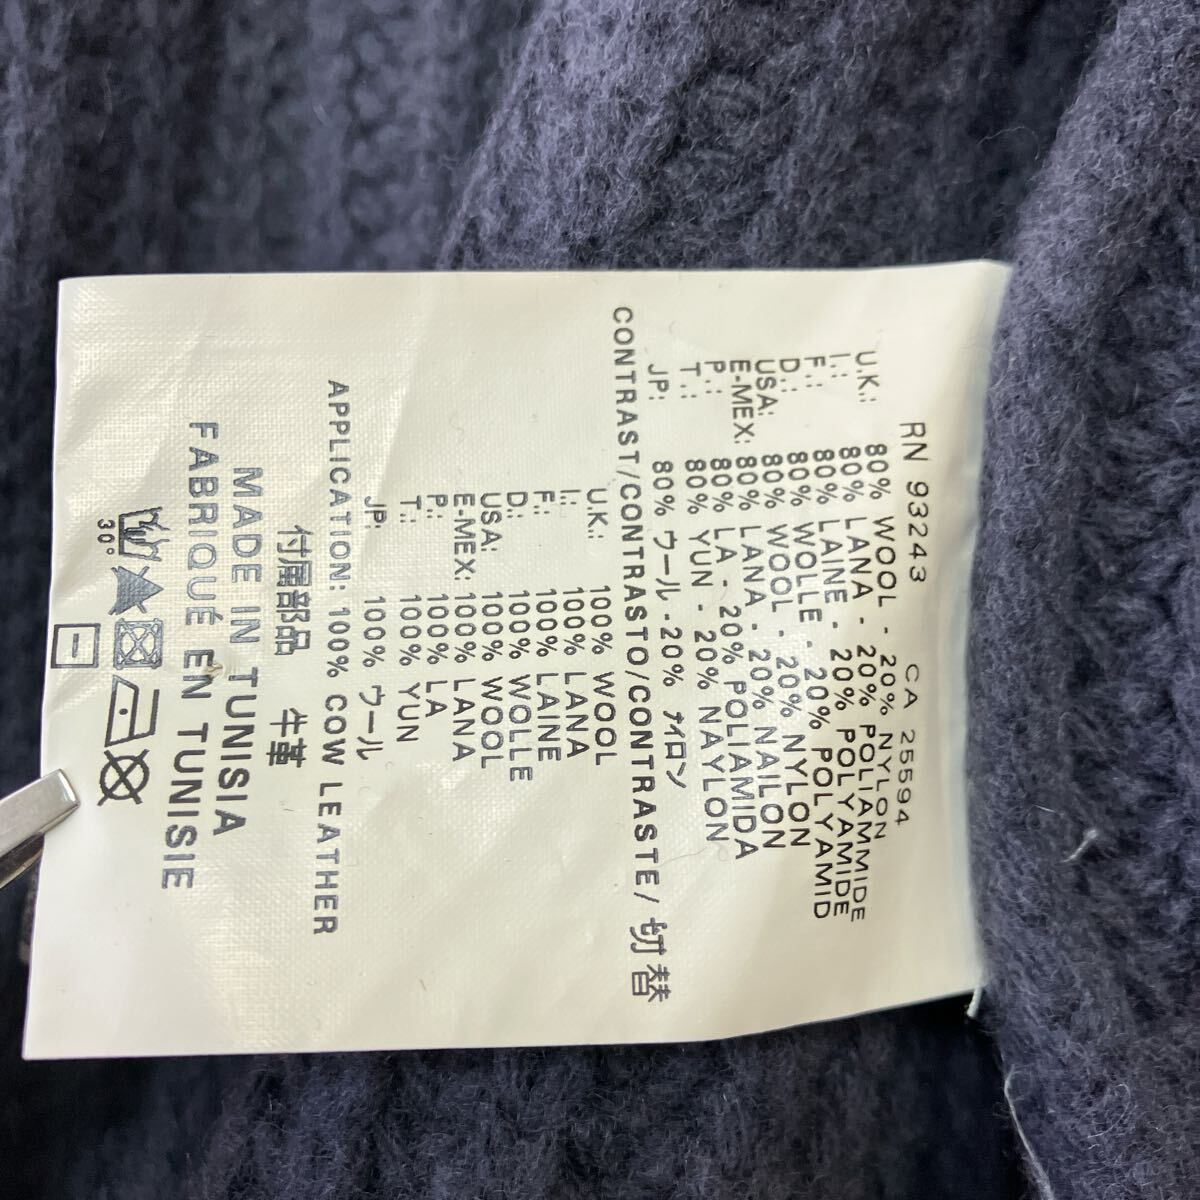 RN 93243 CA 25594
U.K.: 80% WOOL - 20% NYLON
I.: 80% LANA - 20% POLIAMMIDE
F.: 80% LAINE - 20% POLYAMIDE
D.: 80% WOLLE - 20% POLYAMID
USA: 80% WOOL - 20% NYLON
E-MEX: 80% LANA - 20% NAILON
P.: 80% LA - 20% POLIAMIDA
T.: 80% YUN - 20% NAYLON
JP: 80% ウール - 20% ナイロン
CONTRAST/CONTRASTO/CONTRASTE/ 切替
U.K.: 100% WOOL
I.: 100% LANA
F.: 100% LAINE
D.: 100% WOLLE
USA: 100% WOOL
E-MEX: 100% LANA
P.: 100% LA
T.: 100% YUN
JP: 100% ウール
APPLICATION: 100% COW LEATHER
付属部品 牛革
MADE IN TUNISIA
FABRIQUÉ EN TUNISIE
30°